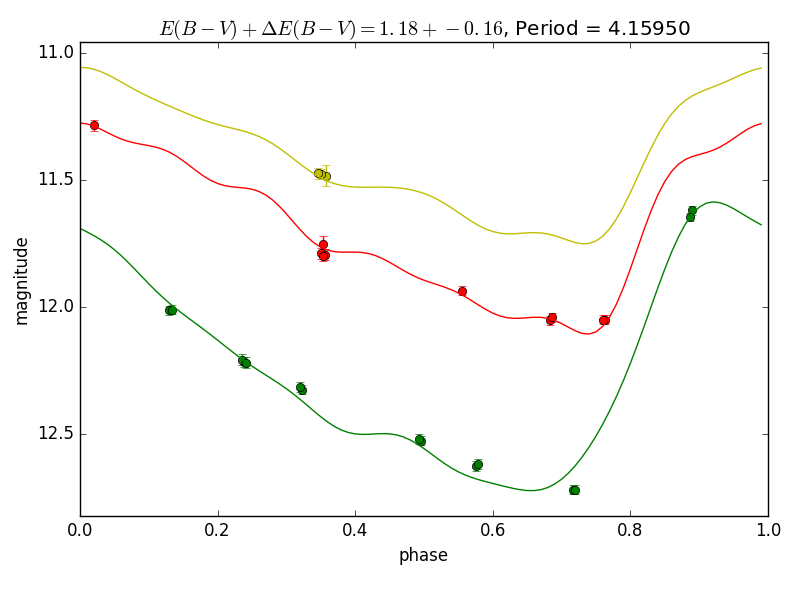 E(B − V) + ΔE(B − V) = 1.18 + −0.16, Period = 4.15950
11.0
11.5
12.0
12.5
magnitude
0.0 0.2 0.4 0.6 0.8 1.0
phase